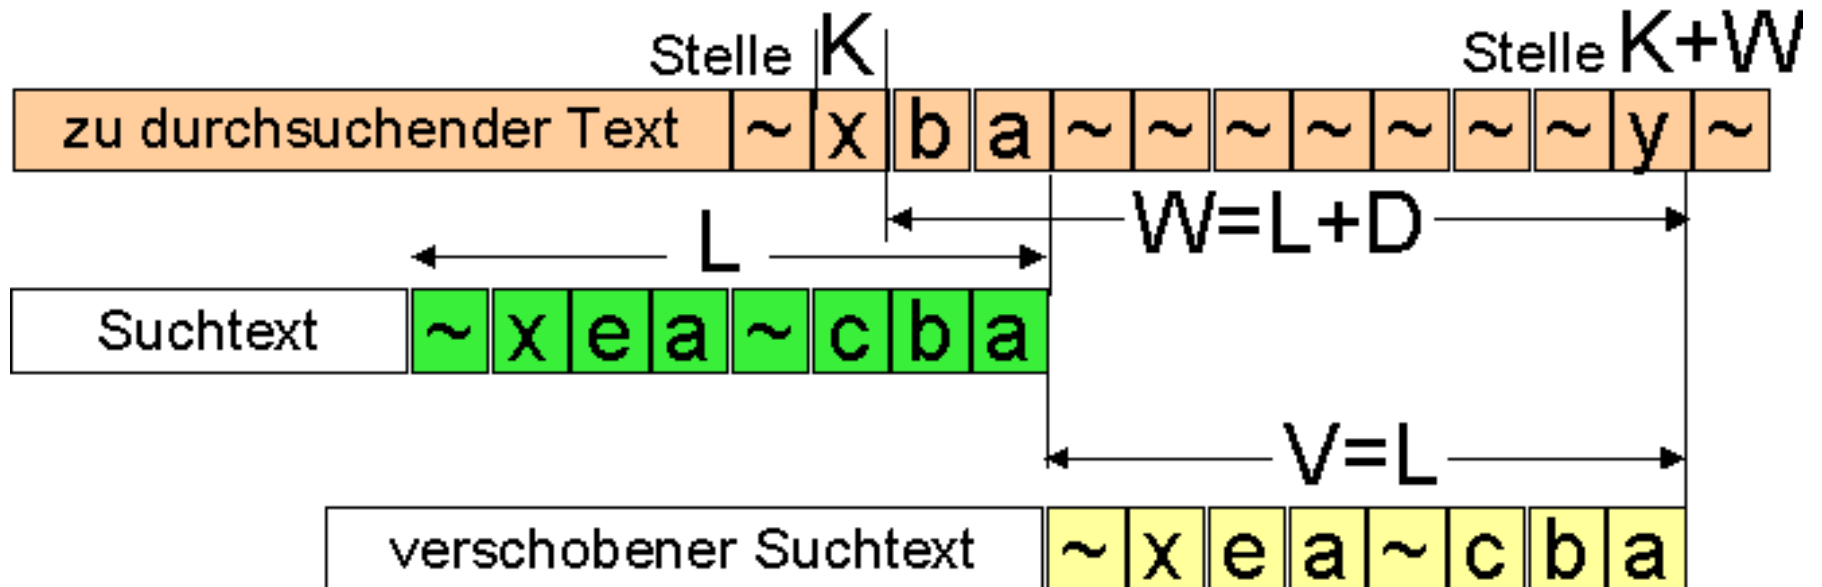 Stelle K Stelle K+W
zu durchsuchender Text ~ x b a ~ ~ ~ ~ ~ ~ ~ y ~
W=L+D
L
Suchtext ~ x e a ~ c b a
V=L
verschobener Suchtext ~ x e a ~ c b a